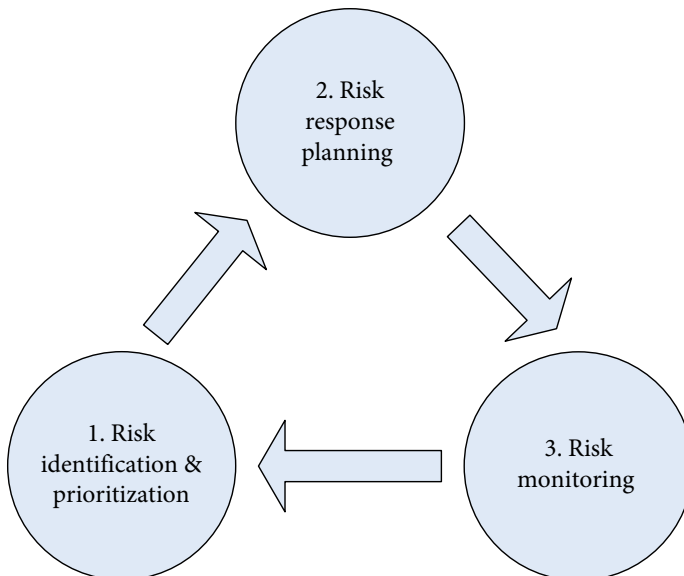 2. Risk
response
planning
1. Risk
identification &
prioritization
3. Risk
monitoring